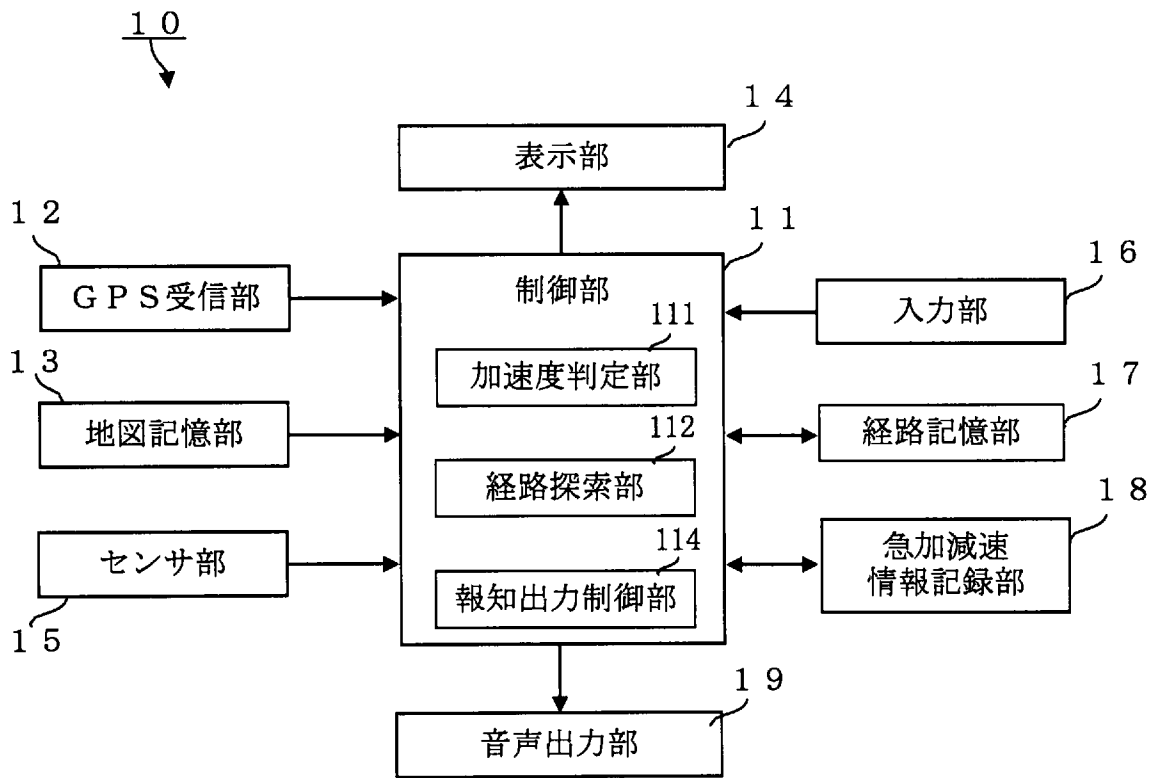 １０
１４
表示部
１２
ＧＰＳ受信部
１１
制御部
１６
入力部
111
加速度判定部
１３
地図記憶部
１７
経路記憶部
112
経路探索部
１８
急加減速
情報記録部
センサ部
１５
114
報知出力制御部
１９
音声出力部